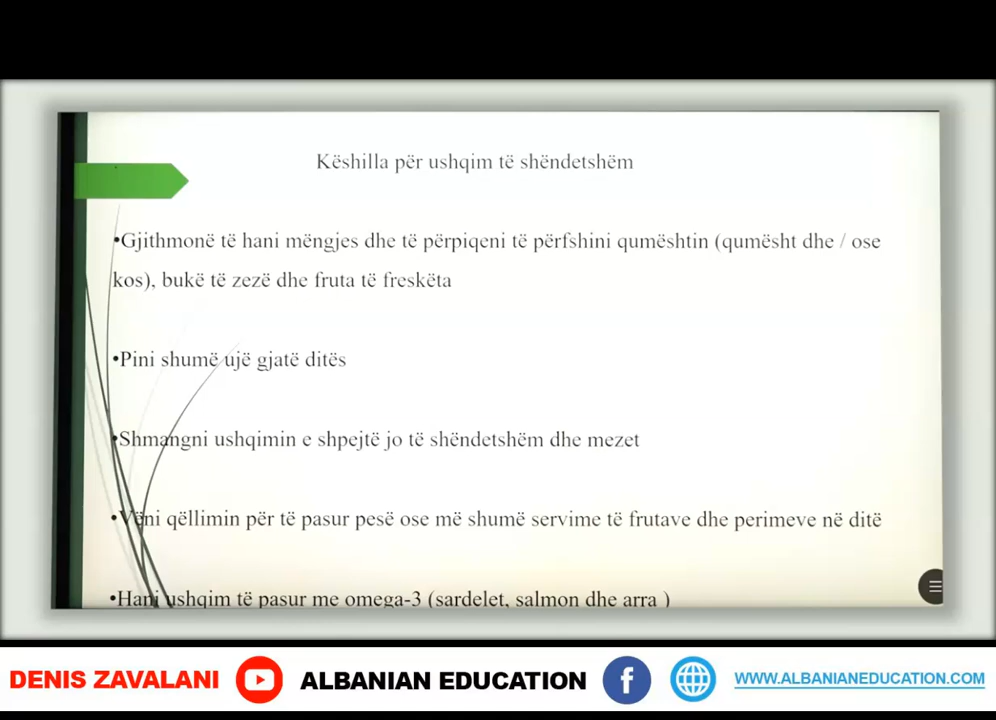 Këshilla për ushqim të shëndetshëm
•Gjithmonë të hani mëngjes dhe të përpiqeni të përfshini qumështin (qumësht dhe / ose
kos), bukë të zezë dhe fruta të freskëta
•Pini shumë ujë gjatë ditës
•Shmangni ushqimin e shpejtë jo të shëndetshëm dhe mezet
•Vëni qëllimin për të pasur pesë ose më shumë servime të frutave dhe perimeve në ditë
•Hani ushqim të pasur me omega-3 (sardelet, salmon dhe arra )
DENIS ZAVALANI ALBANIAN EDUCATION WWW.ALBANIANEDUCATION.COM